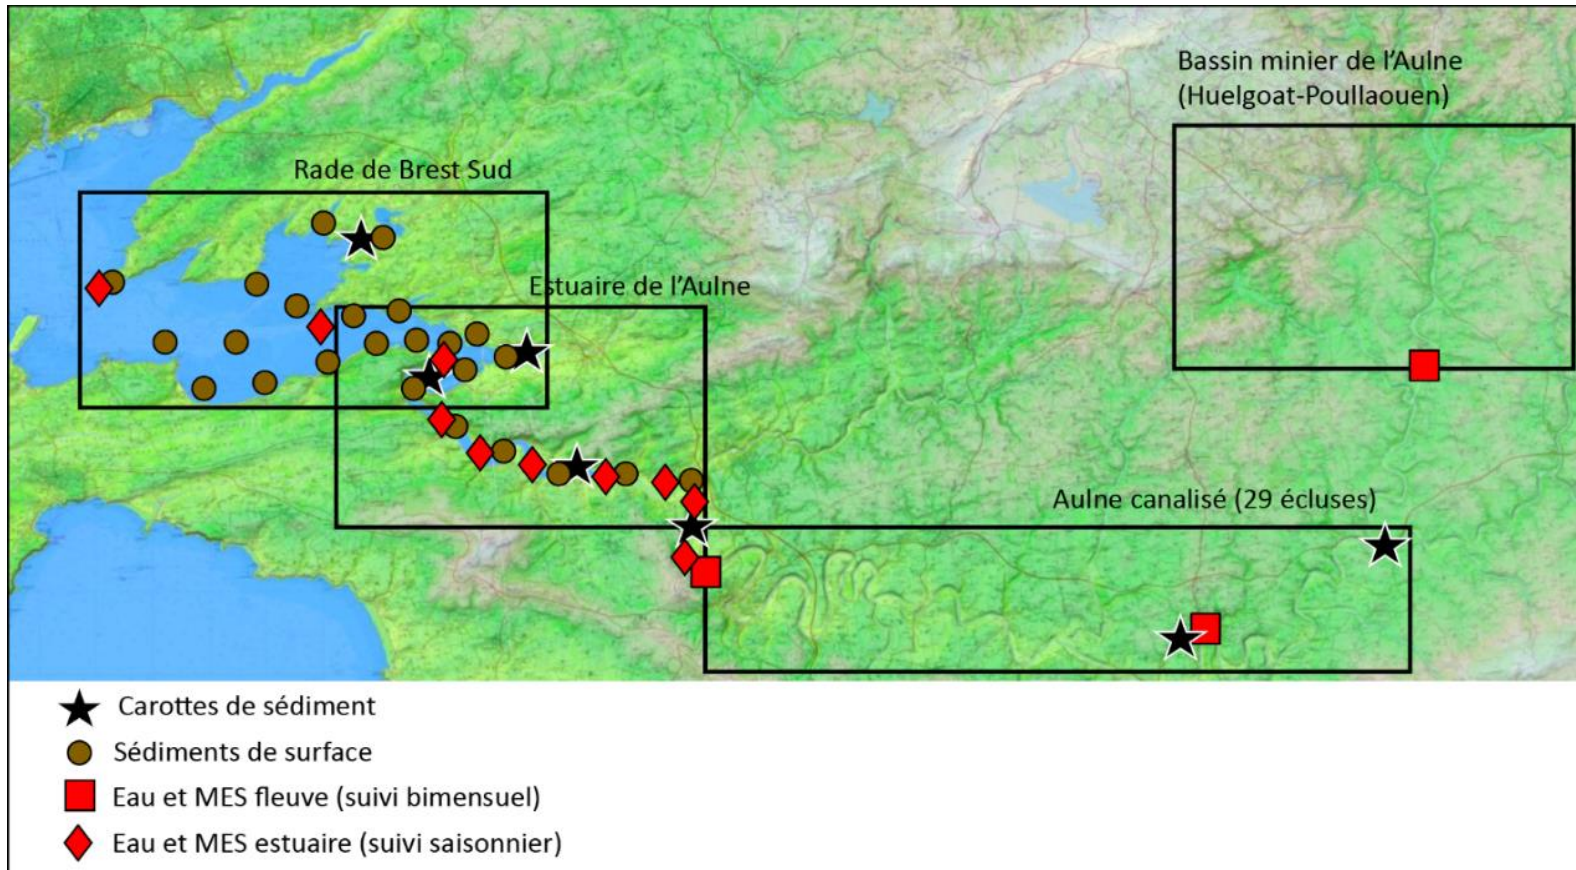 Bassin minier de l’Aulne
(Huelgoat-Poullaouen)
Rade de Brest Sud
Estuaire de l’Aulne
Aulne canalisé (29 écluses)
Carottes de sédiment
Sédiments de surface
Eau et MES fleuve (suivi bimensuel)
Eau et MES estuaire (suivi saisonnier)